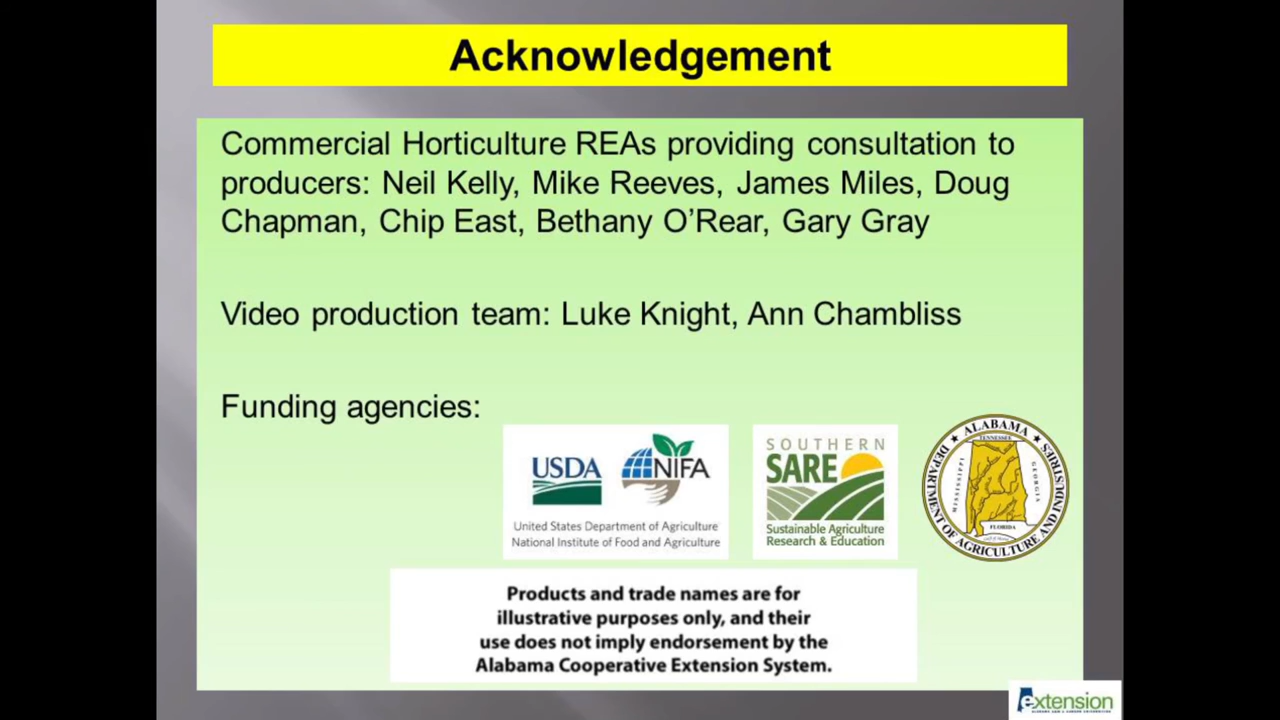 Acknowledgement
Commercial Horticulture REAs providing consultation to
producers: Neil Kelly, Mike Reeves, James Miles, Doug
Chapman, Chip East, Bethany O’Rear, Gary Gray
Video production team: Luke Knight, Ann Chambliss
Funding agencies:
USDA NIFA
United States Department of Agriculture
National Institute of Food and Agriculture
SOUTHERN
SARE
Sustainable Agriculture
Research & Education
ALABAMA
DEPARTMENT OF AGRICULTURE AND INDUSTRIES
TENNESSEE
MISSISSIPPI
GEORGIA
FLORIDA
Products and trade names are for
illustrative purposes only, and their
use does not imply endorsement by the
Alabama Cooperative Extension System.
extension